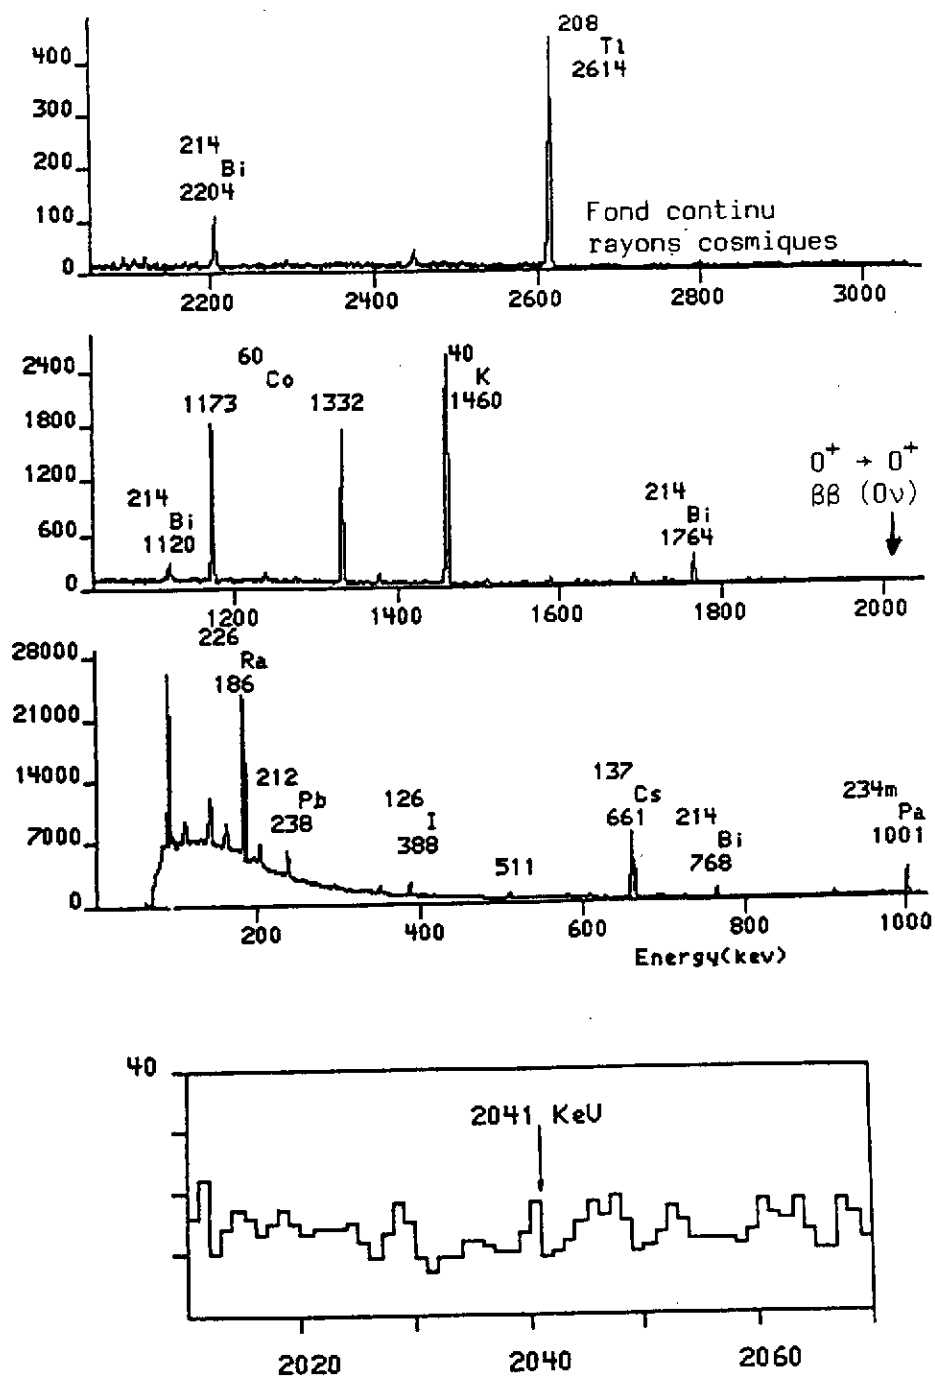 208
Tl
2614
400
300
214
Bi
2204
200
100
Fond continu
rayons cosmiques
0
2200 2400 2600 2800 3000
2400
60
Co
40
K
1173 1332 1460
1800
1200
O⁺ → O⁺
ββ (Oν)
214
Bi
1120
214
Bi
1764
600
0
1200 1400 1600 1800 2000
28000
226
Ra
186
21000
14000
212
Pb
238
126
I
388
137
Cs
661
214
Bi
768
234m
Pa
1001
7000
511
0
200 400 600 800 1000
Energy(kev)
40
2041 KeV
2020 2040 2060